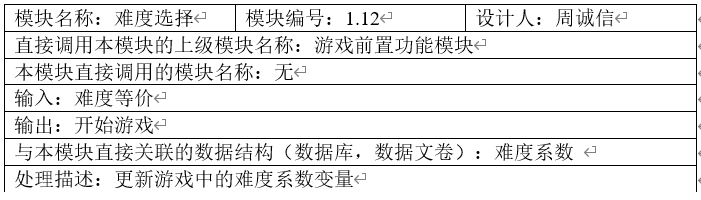 模块名称：难度选择 模块编号：1.12 设计人：周诚信
直接调用本模块的上级模块名称：游戏前置功能模块
本模块直接调用的模块名称：无
输入：难度等价
输出：开始游戏
与本模块直接关联的数据结构（数据库，数据文卷）：难度系数
处理描述：更新游戏中的难度系数变量